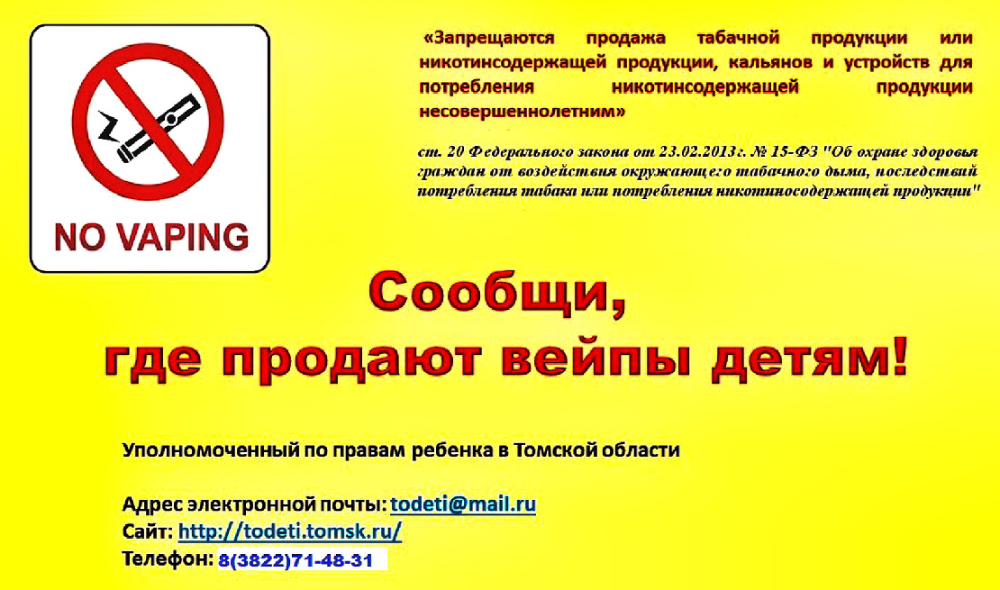 NO VAPING
«Запрещаются продажа табачной продукции или
никотинсодержащей продукции, кальянов и устройств для
потребления никотинсодержащей продукции
несовершеннолетним»
ст. 20 Федерального закона от 23.02.2013г. № 15-ФЗ "Об охране здоровья
граждан от воздействия окружающего табачного дыма, последствий
потребления табака или потребления никотиносодержащей продукции"
Сообщи,
где продают вейпы детям!
Уполномоченный по правам ребенка в Томской области
Адрес электронной почты: todeti@mail.ru
Сайт: http://todeti.tomsk.ru/
Телефон: 8(3822)71-48-31